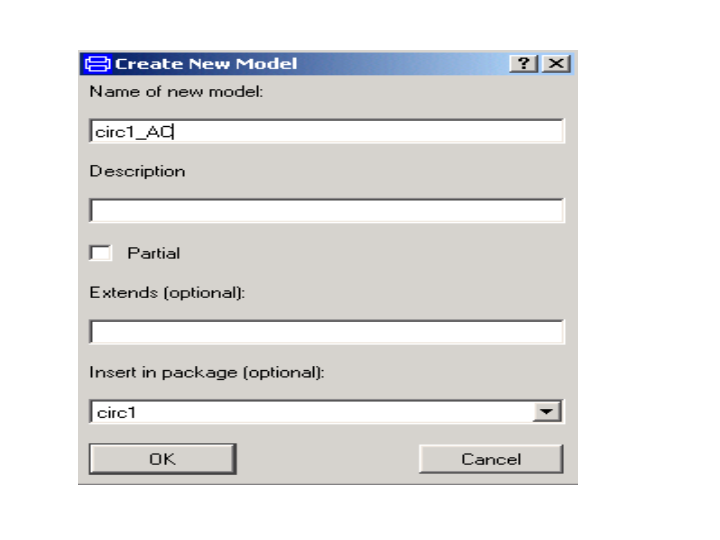 Create New Model
Name of new model:
circ1_AC
Description
Partial
Extends (optional):
Insert in package (optional):
circ1
OK Cancel